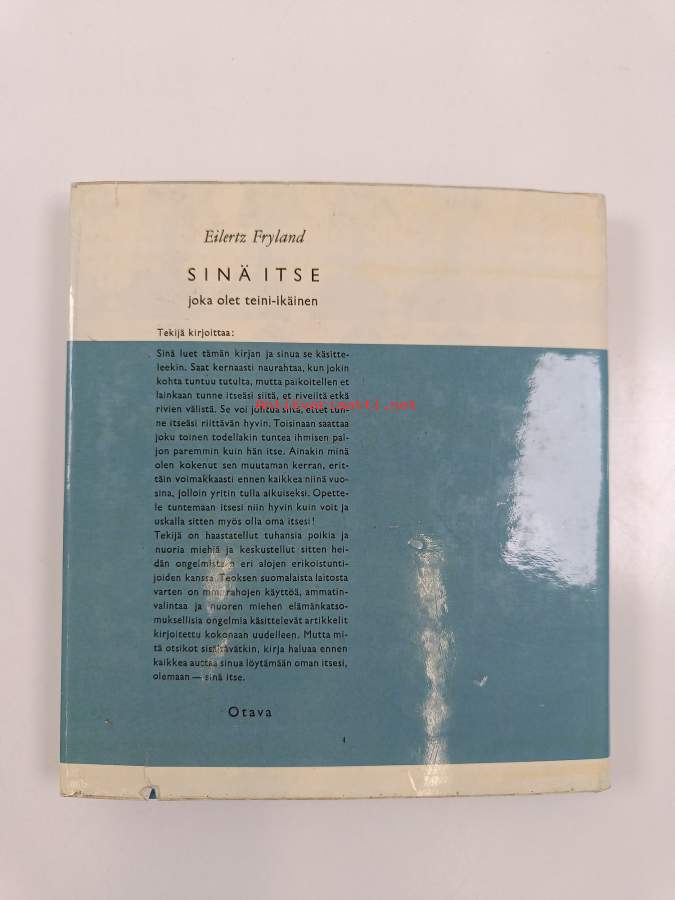 Eilertz Fryland
SINÄ ITSE
joka olet teini-ikäinen
Tekijä kirjoittaa:
Sinä luet tämän kirjan ja sinua se käsitte-
leekin. Saat kernaasti naurahtaa, kun jokin
kohta tuntuu tutulta, mutta paikoitellen et
lainkaan tunne itseäsi siitä, et riveiltä etkä
rivien välistä. Se voi johtua siitä, ettet tun-
Antikvariaatti.net
ne itseäsi riittävän hyvin. Toisinaan saattaa
joku toinen todellakin tuntea ihmisen pal-
jon paremmin kuin hän itse. Ainakin minä
olen kokenut sen muutaman kerran, erit-
täin voimakkaasti ennen kaikkea niinä vuo-
sina, jolloin yritin tulla aikuiseksi. Opette-
le tuntemaan itsesi niin hyvin kuin voit ja
uskalla sitten myös olla oma itsesi!
Tekijä on haastatellut tuhansia poikia ja
nuoria miehiä ja keskustellut sitten hei-
dän ongelmistaan eri alojen erikoistunti-
joiden kanssa. Teoksen suomalaista laitosta
varten on mm. rahojen käyttöä, ammatin-
valintaa ja nuoren miehen elämänkatso-
muksellisia ongelmia käsittelevät artikkelit
kirjoitettu kokonaan uudelleen. Mutta mi-
tä otsikot sisältävätkin, kirja haluaa ennen
kaikkea auttaa sinua löytämään oman itsesi,
olemaan — sinä itse.
Otava
4